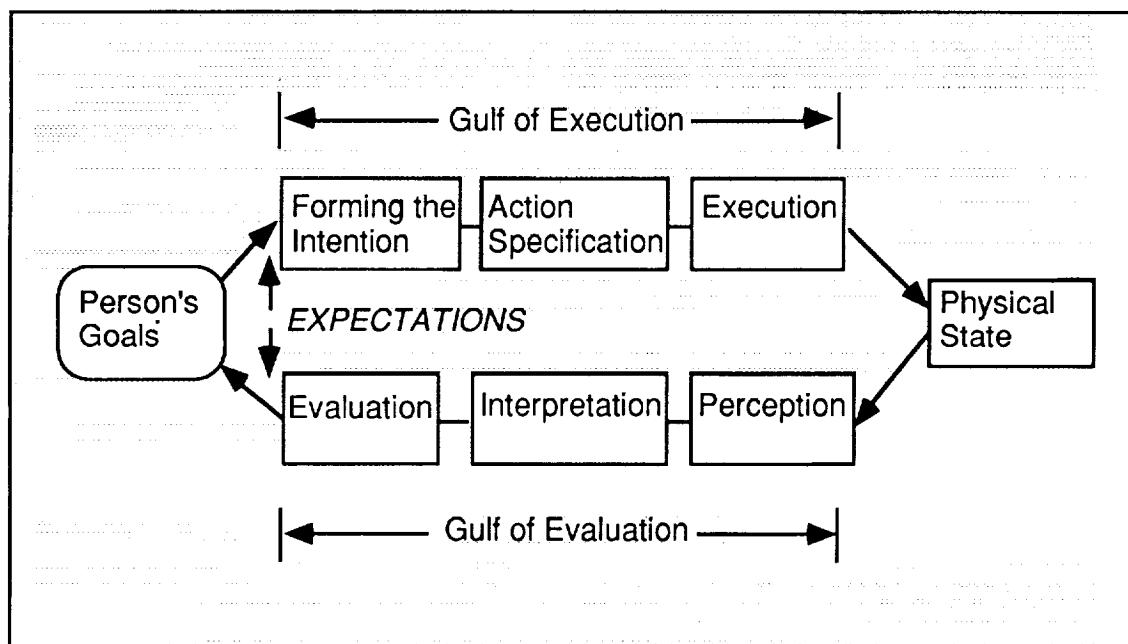 Gulf of Execution
Forming the
Intention
Action
Specification
Execution
Person's
Goals
EXPECTATIONS
Physical
State
Evaluation
Interpretation
Perception
Gulf of Evaluation